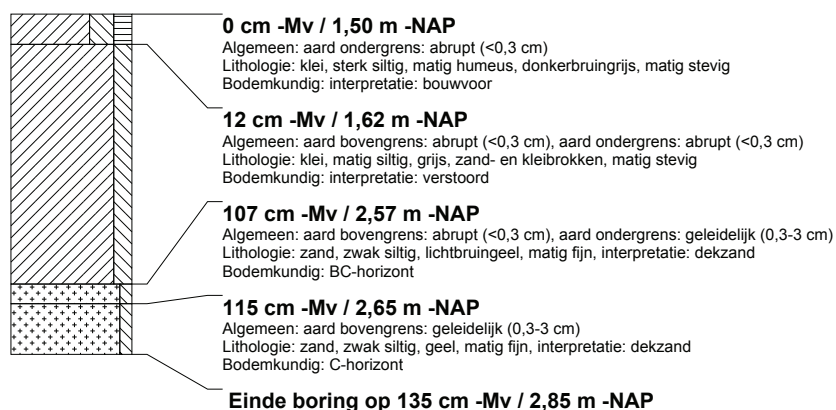 0 cm -Mv / 1,50 m -NAP
Algemeen: aard ondergrens: abrupt (<0,3 cm)
Lithologie: klei, sterk siltig, matig humeus, donkerbruingrijs, matig stevig
Bodemkundig: interpretatie: bouwvoor
12 cm -Mv / 1,62 m -NAP
Algemeen: aard bovengrens: abrupt (<0,3 cm), aard ondergrens: abrupt (<0,3 cm)
Lithologie: klei, matig siltig, grijs, zand- en kleibrokken, matig stevig
Bodemkundig: interpretatie: verstoord
107 cm -Mv / 2,57 m -NAP
Algemeen: aard bovengrens: abrupt (<0,3 cm), aard ondergrens: geleidelijk (0,3-3 cm)
Lithologie: zand, zwak siltig, lichtbruingeel, matig fijn, interpretatie: dekzand
Bodemkundig: BC-horizont
115 cm -Mv / 2,65 m -NAP
Algemeen: aard bovengrens: geleidelijk (0,3-3 cm)
Lithologie: zand, zwak siltig, geel, matig fijn, interpretatie: dekzand
Bodemkundig: C-horizont
Einde boring op 135 cm -Mv / 2,85 m -NAP